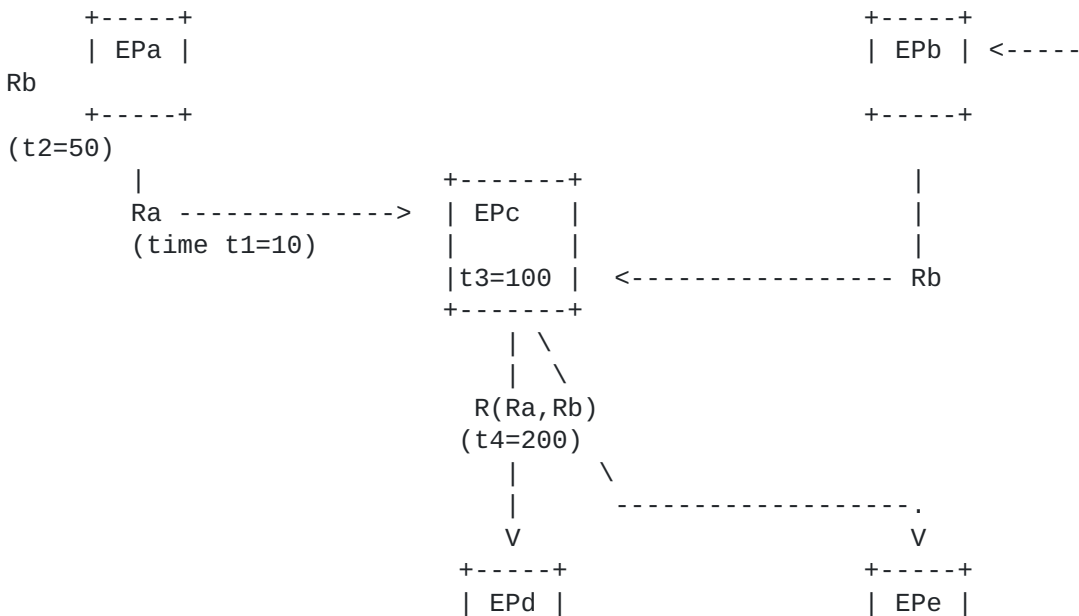 +-----+                                           +-----+
     | EPa |                                           | EPb | <-----
Rb
     +-----+                                           +-----+
(t2=50)
        |                   +-------+                     |
        Ra -------------->  | EPc   |                     |
        (time t1=10)        |       |                     |
                            |t3=100 |  <----------------- Rb
                            +-------+
                                | \
                                |  \
                              R(Ra,Rb)
                             (t4=200)
                                |     \
                                |      -------------------.
                                V                         V
                             +-----+                   +-----+
                             | EPd |                   | EPe |